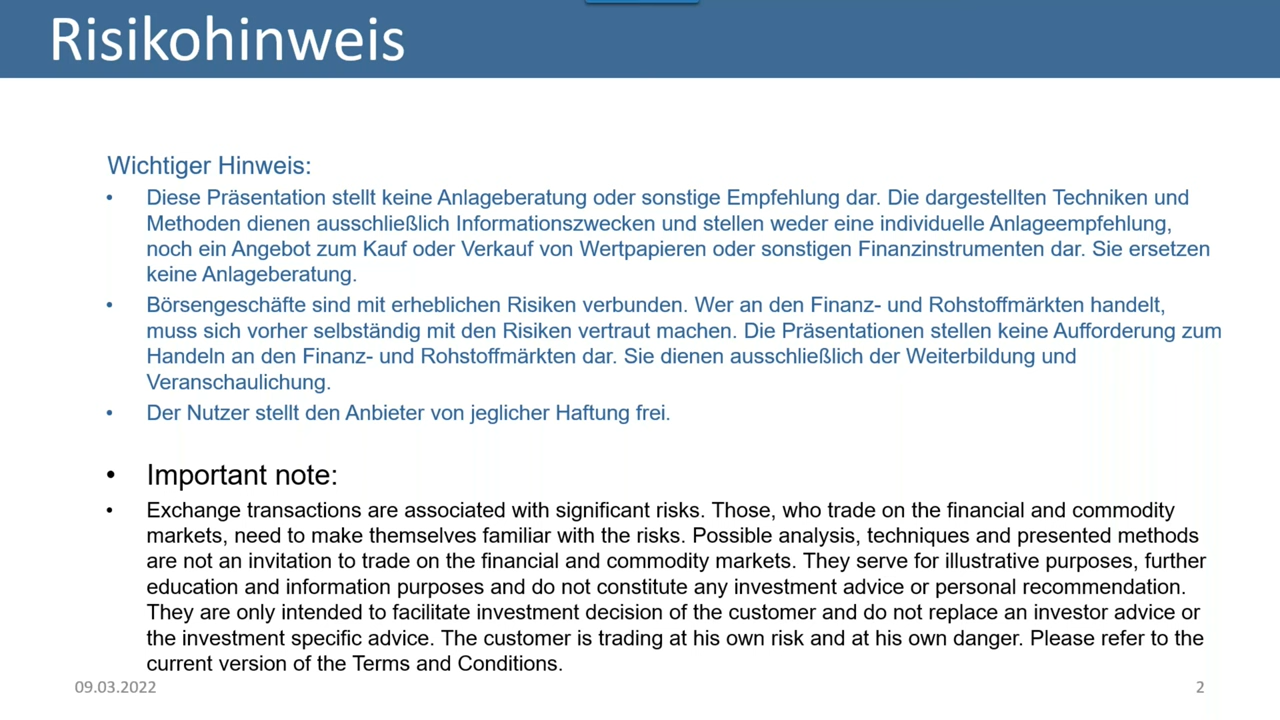 Risikohinweis
Wichtiger Hinweis:
• Diese Präsentation stellt keine Anlageberatung oder sonstige Empfehlung dar. Die dargestellten Techniken und
Methoden dienen ausschließlich Informationszwecken und stellen weder eine individuelle Anlageempfehlung,
noch ein Angebot zum Kauf oder Verkauf von Wertpapieren oder sonstigen Finanzinstrumenten dar. Sie ersetzen
keine Anlageberatung.
• Börsengeschäfte sind mit erheblichen Risiken verbunden. Wer an den Finanz- und Rohstoffmärkten handelt,
muss sich vorher selbständig mit den Risiken vertraut machen. Die Präsentationen stellen keine Aufforderung zum
Handeln an den Finanz- und Rohstoffmärkten dar. Sie dienen ausschließlich der Weiterbildung und
Veranschaulichung.
• Der Nutzer stellt den Anbieter von jeglicher Haftung frei.
• Important note:
• Exchange transactions are associated with significant risks. Those, who trade on the financial and commodity
markets, need to make themselves familiar with the risks. Possible analysis, techniques and presented methods
are not an invitation to trade on the financial and commodity markets. They serve for illustrative purposes, further
education and information purposes and do not constitute any investment advice or personal recommendation.
They are only intended to facilitate investment decision of the customer and do not replace an investor advice or
the investment specific advice. The customer is trading at his own risk and at his own danger. Please refer to the
current version of the Terms and Conditions.
09.03.2022
2